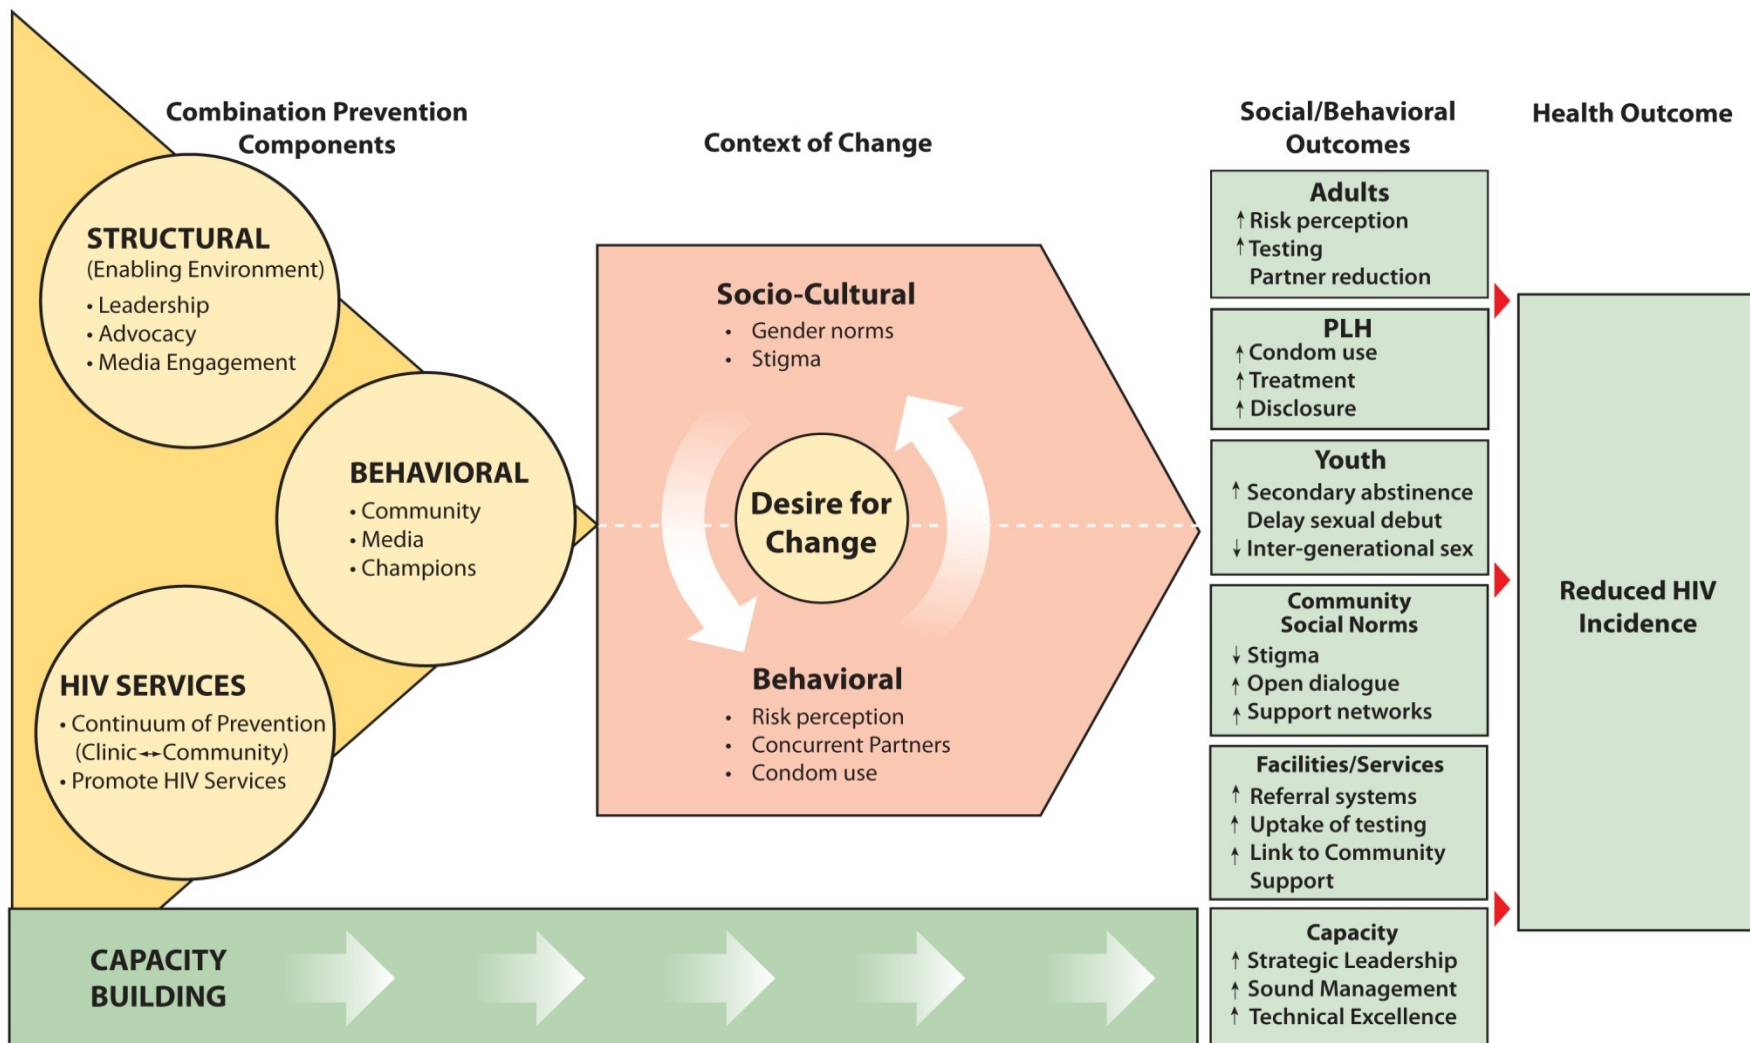 Combination Prevention
Components
STRUCTURAL
(Enabling Environment)
• Leadership
• Advocacy
• Media Engagement
BEHAVIORAL
• Community
• Media
• Champions
HIV SERVICES
• Continuum of Prevention
(Clinic↔Community)
• Promote HIV Services
CAPACITY
BUILDING
Context of Change
Socio-Cultural
• Gender norms
• Stigma
Desire for
Change
Behavioral
• Risk perception
• Concurrent Partners
• Condom use
Social/Behavioral
Outcomes
Adults
↑ Risk perception
↑ Testing
Partner reduction
PLH
↑ Condom use
↑ Treatment
↑ Disclosure
Youth
↑ Secondary abstinence
Delay sexual debut
↓ Inter-generational sex
Community
Social Norms
↓ Stigma
↑ Open dialogue
↑ Support networks
Facilities/Services
↑ Referral systems
↑ Uptake of testing
↑ Link to Community
Support
Capacity
↑ Strategic Leadership
↑ Sound Management
↑ Technical Excellence
Health Outcome
Reduced HIV
Incidence